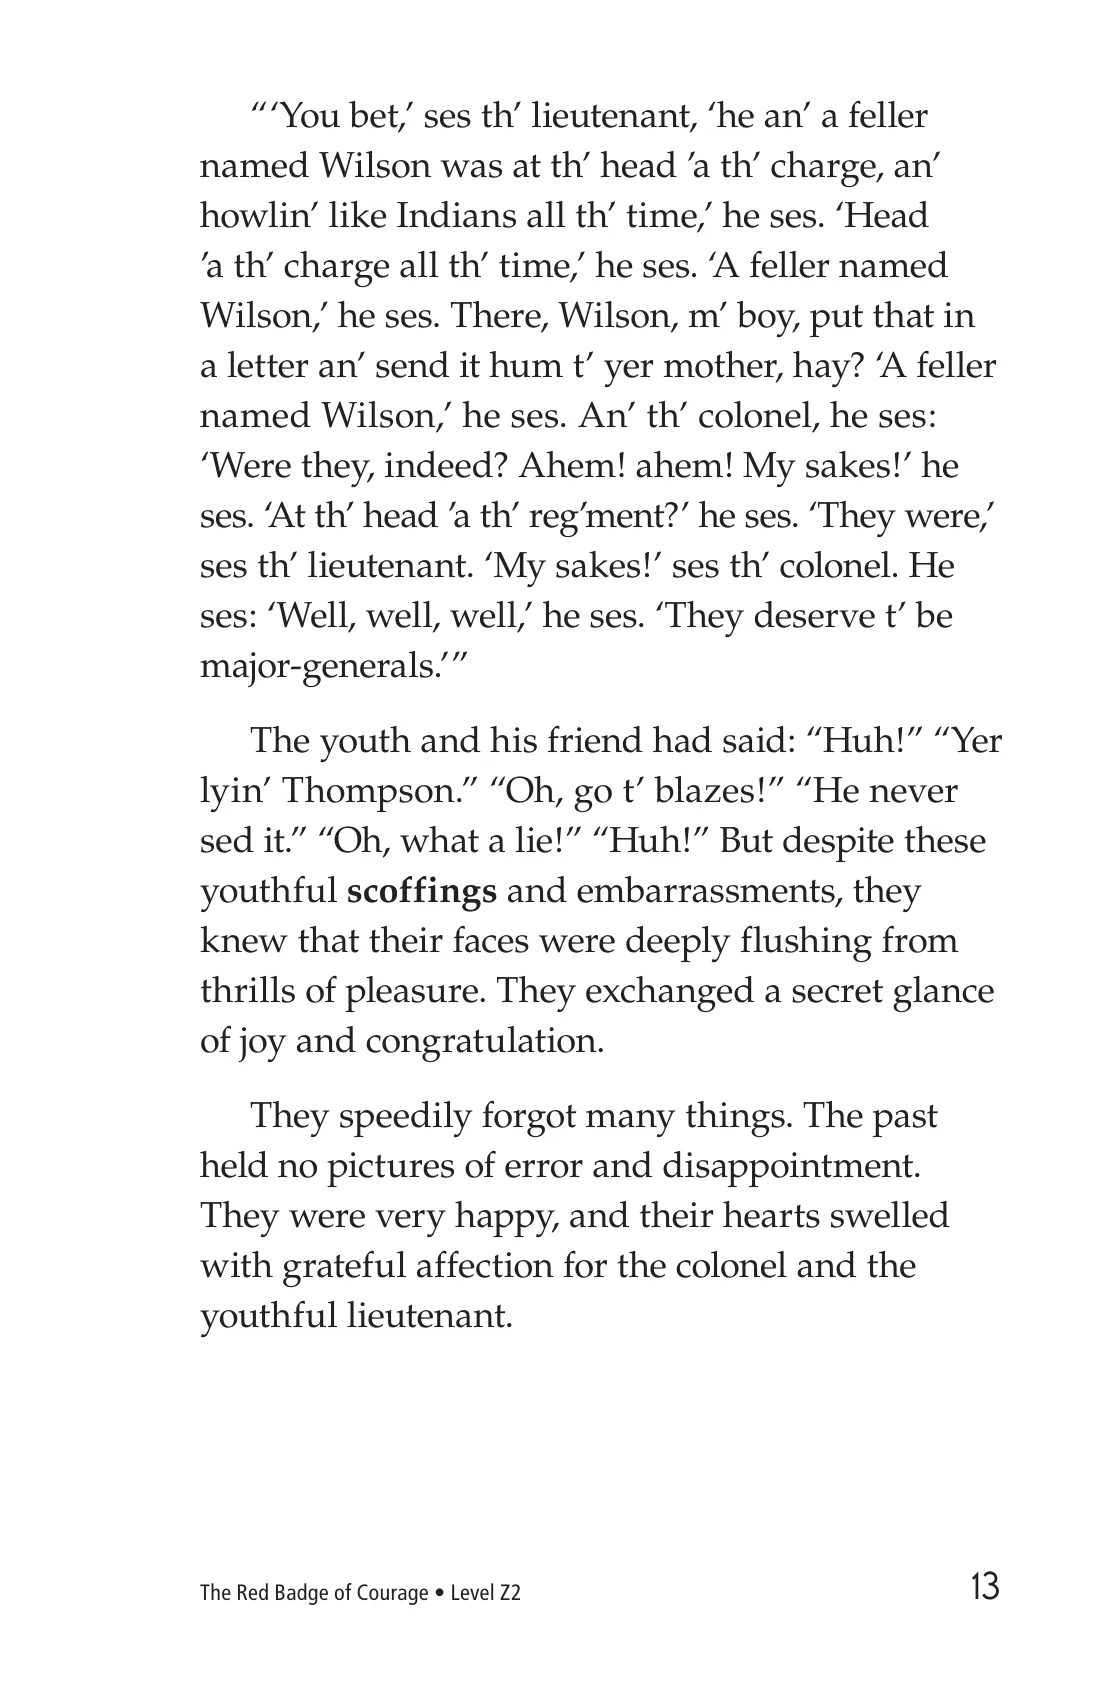 “‘You bet,’ ses th’ lieutenant, ‘he an’ a feller
named Wilson was at th’ head ’a th’ charge, an’
howlin’ like Indians all th’ time,’ he ses. ‘Head
’a th’ charge all th’ time,’ he ses. ‘A feller named
Wilson,’ he ses. There, Wilson, m’ boy, put that in
a letter an’ send it hum t’ yer mother, hay? ‘A feller
named Wilson,’ he ses. An’ th’ colonel, he ses:
‘Were they, indeed? Ahem! ahem! My sakes!’ he
ses. ‘At th’ head ’a th’ reg’ment?’ he ses. ‘They were,’
ses th’ lieutenant. ‘My sakes!’ ses th’ colonel. He
ses: ‘Well, well, well,’ he ses. ‘They deserve t’ be
major-generals.’”
The youth and his friend had said: “Huh!” “Yer
lyin’ Thompson.” “Oh, go t’ blazes!” “He never
sed it.” “Oh, what a lie!” “Huh!” But despite these
youthful scoffings and embarrassments, they
knew that their faces were deeply flushing from
thrills of pleasure. They exchanged a secret glance
of joy and congratulation.
They speedily forgot many things. The past
held no pictures of error and disappointment.
They were very happy, and their hearts swelled
with grateful affection for the colonel and the
youthful lieutenant.
The Red Badge of Courage • Level Z2 13